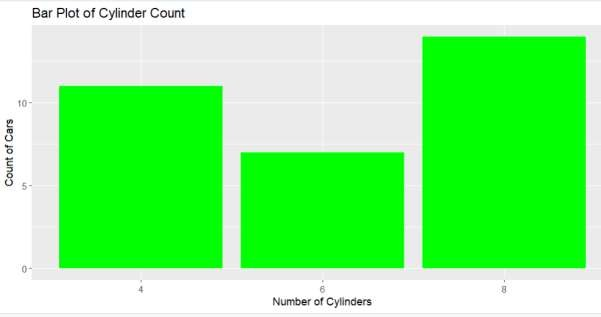 Bar Plot of Cylinder Count
Count of Cars
10
5
0
4 6 8
Number of Cylinders